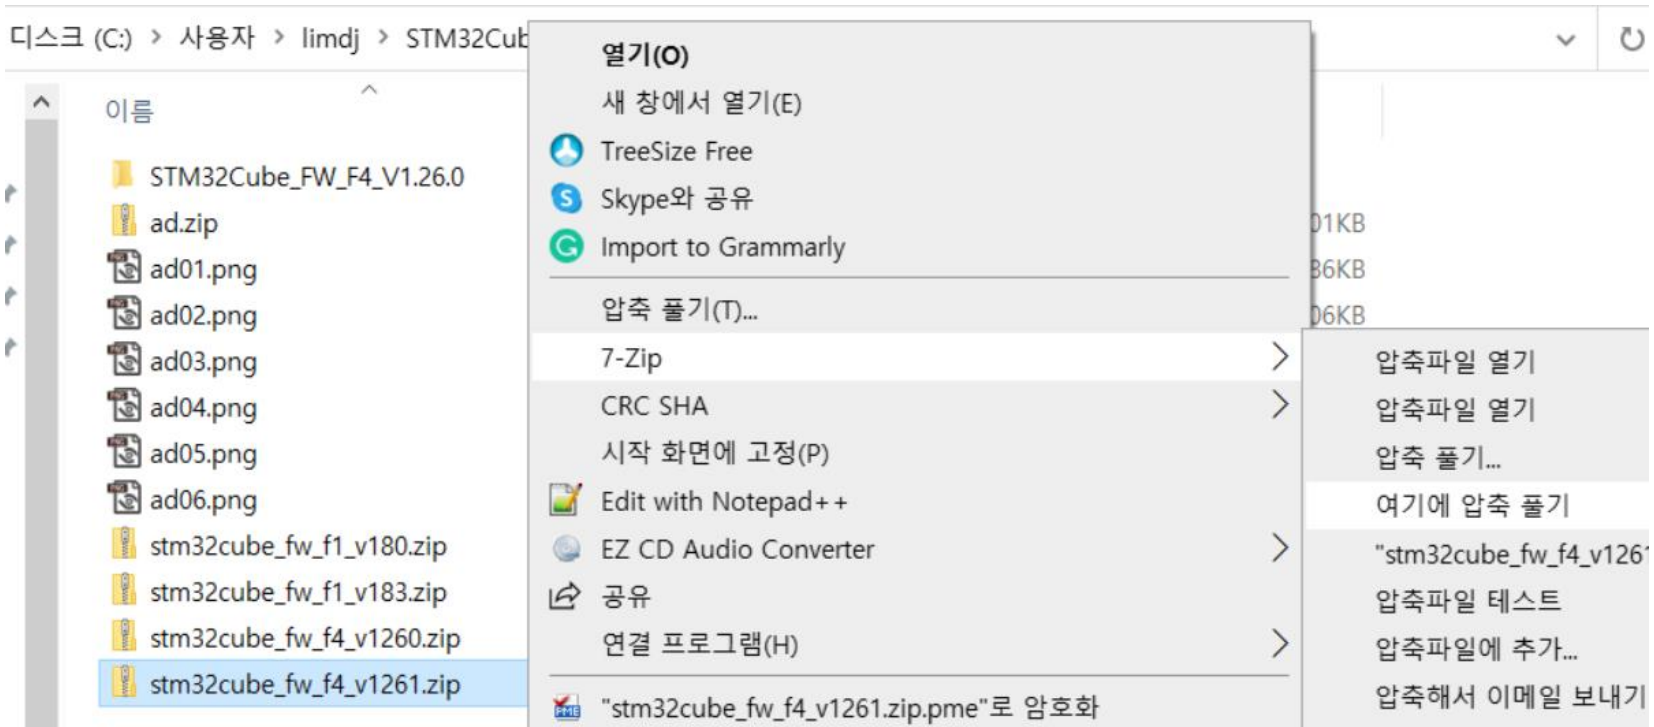 디스크 (C:) > 사용자 > limdj > STM32Cub
이름
STM32Cube_FW_F4_V1.26.0
ad.zip
ad01.png
ad02.png
ad03.png
ad04.png
ad05.png
ad06.png
stm32cube_fw_f1_v180.zip
stm32cube_fw_f1_v183.zip
stm32cube_fw_f4_v1260.zip
stm32cube_fw_f4_v1261.zip
열기(O)
새 창에서 열기(E)
TreeSize Free
Skype와 공유
Import to Grammarly
압축 풀기(T)...
7-Zip
CRC SHA
시작 화면에 고정(P)
Edit with Notepad++
EZ CD Audio Converter
공유
연결 프로그램(H)
"stm32cube_fw_f4_v1261.zip.pme"로 암호화
01KB
86KB
06KB
압축파일 열기
압축파일 열기
압축 풀기...
여기에 압축 풀기
"stm32cube_fw_f4_v1261
압축파일 테스트
압축파일에 추가...
압축해서 이메일 보내기